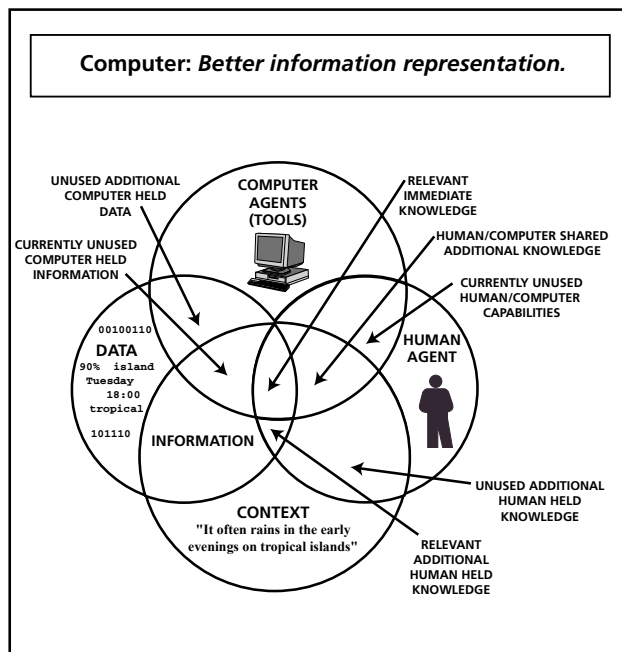 Computer: Better information representation.
UNUSED ADDITIONAL
COMPUTER HELD
DATA
COMPUTER
AGENTS
(TOOLS)
RELEVANT
IMMEDIATE
KNOWLEDGE
CURRENTLY UNUSED
COMPUTER HELD
INFORMATION
HUMAN/COMPUTER SHARED
ADDITIONAL KNOWLEDGE
CURRENTLY UNUSED
HUMAN/COMPUTER
CAPABILITIES
00100110
DATA
90% island
Tuesday
18:00
tropical
101110
HUMAN
AGENT
INFORMATION
CONTEXT
"It often rains in the early
evenings on tropical islands"
UNUSED ADDITIONAL
HUMAN HELD
KNOWLEDGE
RELEVANT
ADDITIONAL
HUMAN HELD
KNOWLEDGE